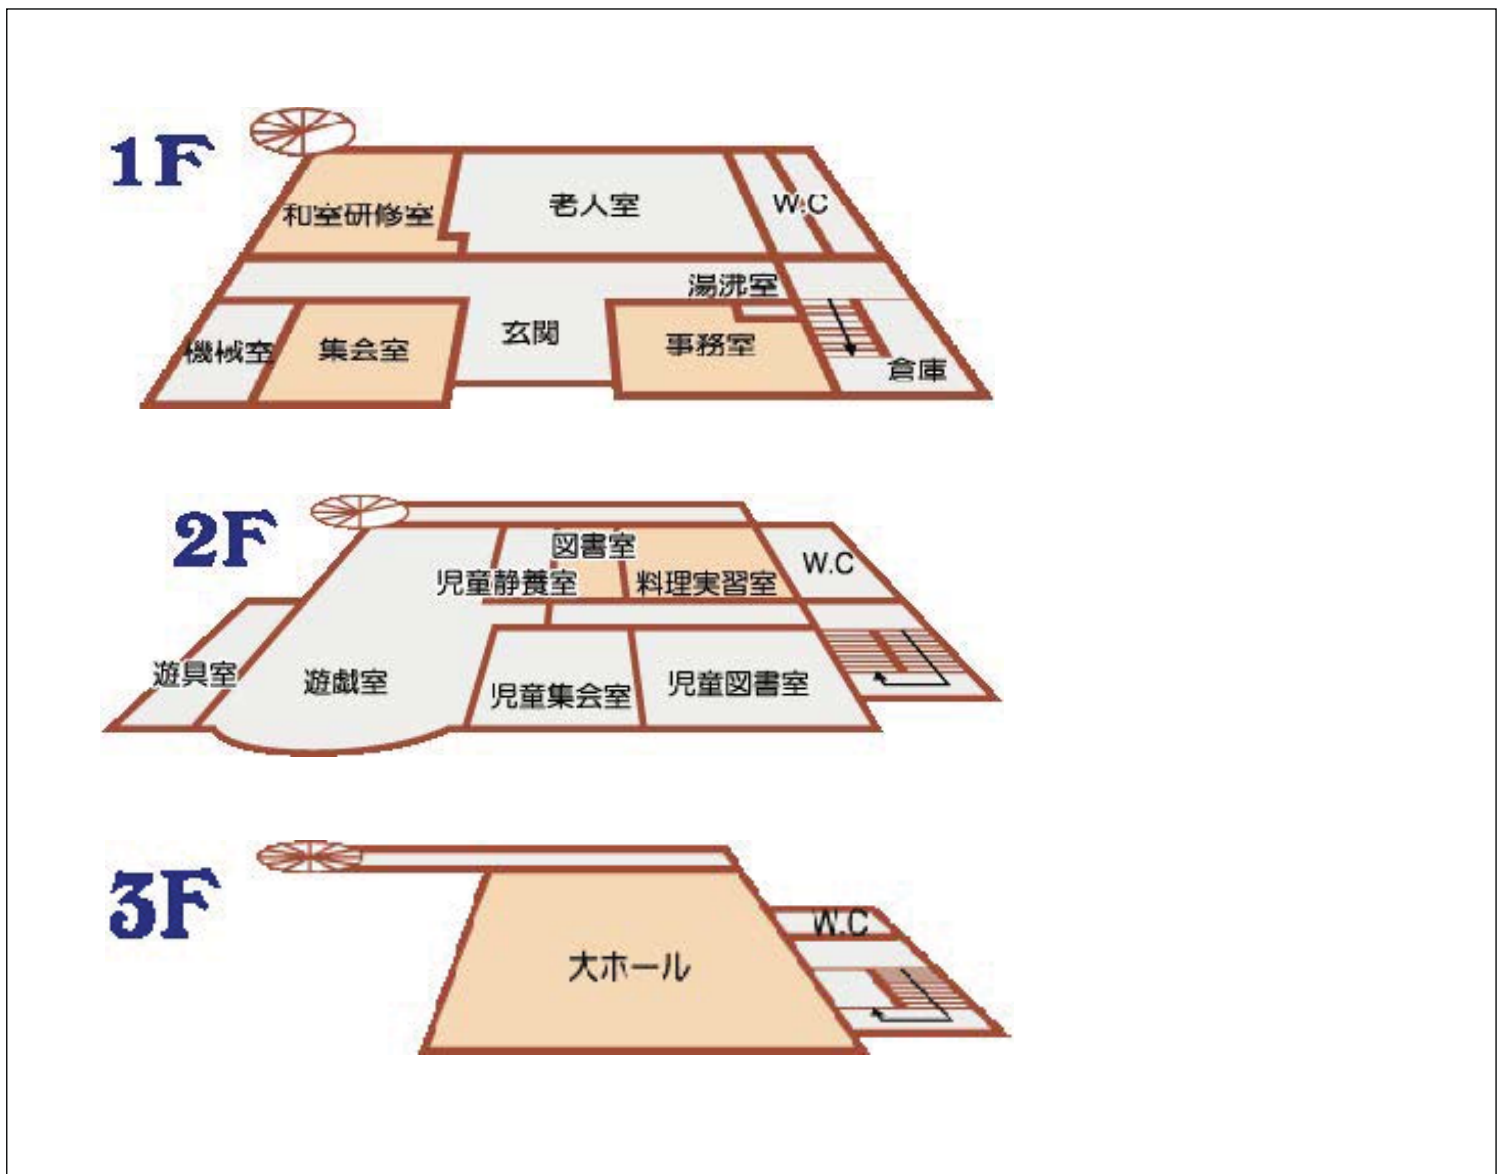 1F
和室研修室
老人室
W.C
湯沸室
機械室
集会室
玄関
事務室
倉庫
2F
図書室
W.C
児童静養室
料理実習室
遊具室
遊戯室
児童集会室
児童図書室
3F
W.C
大ホール